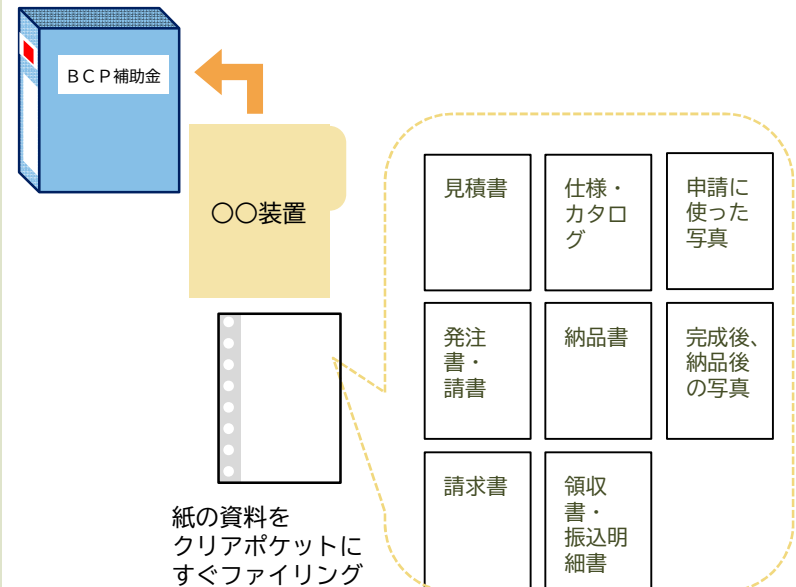 BCP補助金
〇〇装置
見積書
仕様・
カタロ
グ
申請に
使った
写真
発注
書・
請書
納品書
完成後、
納品後
の写真
請求書
領収
書・
振込明
細書
紙の資料を
クリアポケットに
すぐファイリング